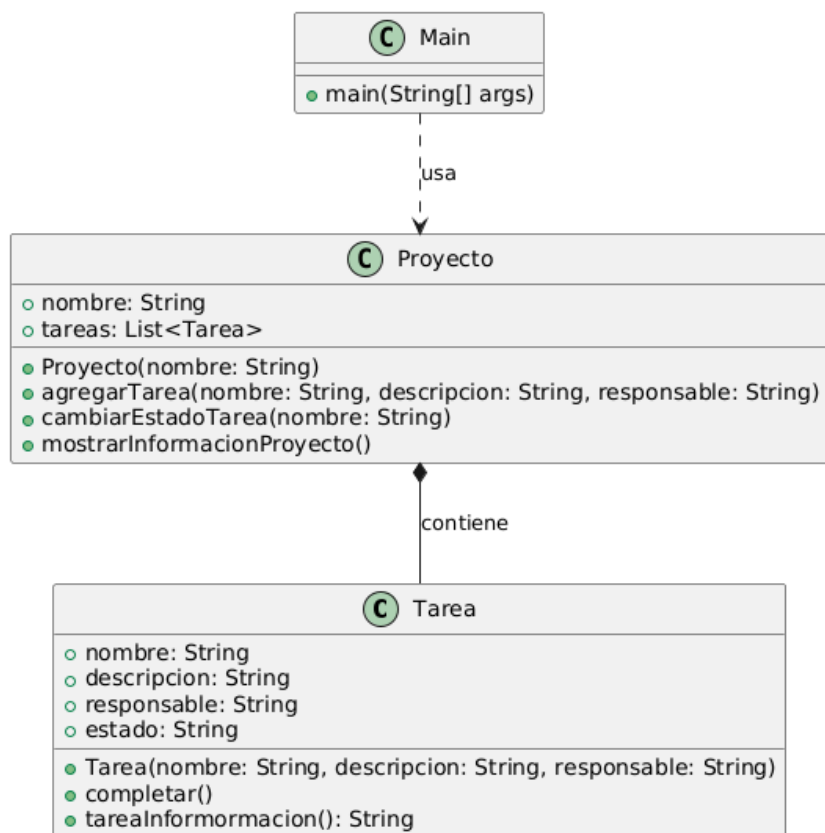 C Main
main(String[] args)
usa
C Proyecto
nombre: String
tareas: List<Tarea>
Proyecto(nombre: String)
agregarTarea(nombre: String, descripcion: String, responsable: String)
cambiarEstadoTarea(nombre: String)
mostrarInformacionProyecto()
contiene
C Tarea
nombre: String
descripcion: String
responsable: String
estado: String
Tarea(nombre: String, descripcion: String, responsable: String)
completar()
tareaInformormacion(): String